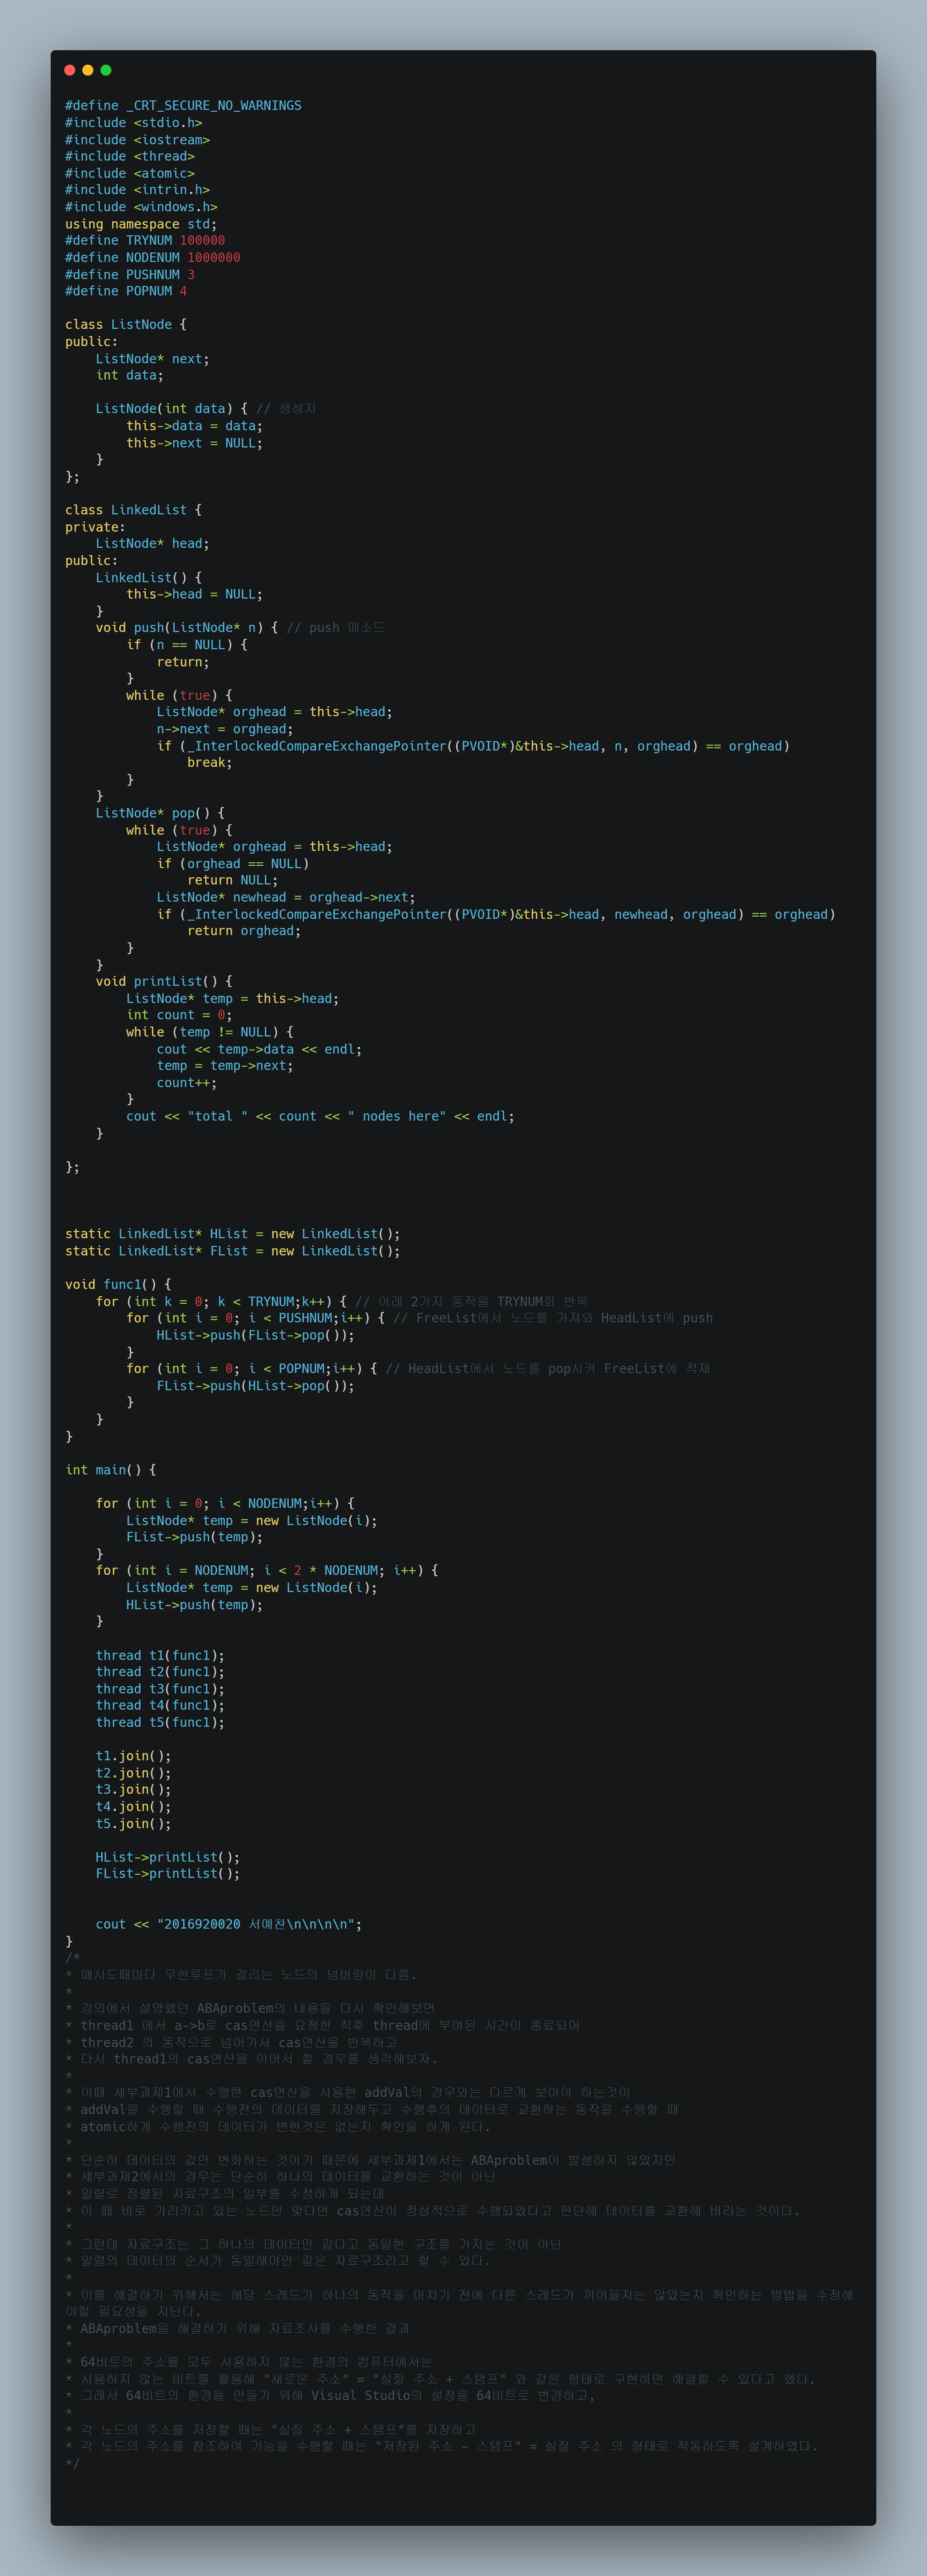 #define _CRT_SECURE_NO_WARNINGS
#include <stdio.h>
#include <iostream>
#include <thread>
#include <atomic>
#include <intrin.h>
#include <windows.h>
using namespace std;
#define TRYNUM 100000
#define NODENUM 1000000
#define PUSHNUM 3
#define POPNUM 4
class ListNode {
public:
    ListNode* next;
    int data;
    ListNode(int data) { // 생성자
        this->data = data;
        this->next = NULL;
    }
};
class LinkedList {
private:
    ListNode* head;
public:
    LinkedList() {
        this->head = NULL;
    }
    void push(ListNode* n) { // push 메소드
        if (n == NULL) {
            return;
        }
        while (true) {
            ListNode* orghead = this->head;
            n->next = orghead;
            if (_InterlockedCompareExchangePointer((PVOID*)&this->head, n, orghead) == orghead)
                break;
        }
    }
    ListNode* pop() {
        while (true) {
            ListNode* orghead = this->head;
            if (orghead == NULL)
                return NULL;
            ListNode* newhead = orghead->next;
            if (_InterlockedCompareExchangePointer((PVOID*)&this->head, newhead, orghead) == orghead)
                return orghead;
        }
    }
    void printList() {
        ListNode* temp = this->head;
        int count = 0;
        while (temp != NULL) {
            cout << temp->data << endl;
            temp = temp->next;
            count++;
        }
        cout << "total " << count << " nodes here" << endl;
    }
};
static LinkedList* HList = new LinkedList();
static LinkedList* FList = new LinkedList();
void func1() {
    for (int k = 0; k < TRYNUM;k++) { // 아래 2가지 동작을 TRYNUM회 반복
        for (int i = 0; i < PUSHNUM;i++) { // FreeList에서 노드를 가져와 HeadList에 push
            HList->push(FList->pop());
        }
        for (int i = 0; i < POPNUM;i++) { // HeadList에서 노드를 pop시켜 FreeList에 적재
            FList->push(HList->pop());
        }
    }
}
int main() {
    for (int i = 0; i < NODENUM;i++) {
        ListNode* temp = new ListNode(i);
        FList->push(temp);
    }
    for (int i = NODENUM; i < 2 * NODENUM; i++) {
        ListNode* temp = new ListNode(i);
        HList->push(temp);
    }
    thread t1(func1);
    thread t2(func1);
    thread t3(func1);
    thread t4(func1);
    thread t5(func1);
    t1.join();
    t2.join();
    t3.join();
    t4.join();
    t5.join();
    HList->printList();
    FList->printList();
    cout << "2016920020 서예찬\n\n\n\n";
}
/*
* 매시도때마다 무한루프가 걸리는 노드의 넘버링이 다름.
*
* 강의에서 설명했던 ABAproblem의 내용을 다시 확인해보면
* thread1 에서 a->b로 cas연산을 요청한 직후 thread에 부여된 시간이 종료되어
* thread2 의 동작으로 넘어가서 cas연산을 반복하고
* 다시 thread1의 cas연산을 이어서 할 경우를 생각해보자.
*
* 이때 세부과제1에서 수행한 cas연산을 사용한 addVal의 경우와는 다르게 보아야 하는것이
* addVal을 수행할 때 수행전의 데이터를 저장해두고 수행후의 데이터로 교환하는 동작을 수행할 때
* atomic하게 수행전의 데이터가 변한것은 없는지 확인을 하게 된다.
*
* 단순히 데이터의 값만 변화하는 것이기 때문에 세부과제1에서는 ABAproblem이 발생하지 않았지만
* 세부과제2에서의 경우는 단순히 하나의 데이터를 교환하는 것이 아닌
* 일렬로 정렬된 자료구조의 일부를 수정하게 되는데
* 이 때 바로 가리키고 있는 노드만 맞다면 cas연산이 정상적으로 수행되었다고 판단해 데이터를 교환해 버리는 것이다.
*
* 그런데 자료구조는 그 하나의 데이터만 같다고 동일한 구조를 가지는 것이 아닌
* 일렬의 데이터의 순서가 동일해야만 같은 자료구조라고 할 수 있다.
*
* 이를 해결하기 위해서는 해당 스레드가 하나의 동작을 마치기 전에 다른 스레드가 끼어들지는 않았는지 확인하는 방법을 수정해
야할 필요성을 지닌다.
* ABAproblem을 해결하기 위해 자료조사를 수행한 결과
*
* 64비트의 주소를 모두 사용하지 않는 환경의 컴퓨터에서는
* 사용하지 않는 비트를 활용해 "새로운 주소" = "실질 주소 + 스탬프" 와 같은 형태로 구현하면 해결할 수 있다고 했다.
* 그래서 64비트의 환경을 만들기 위해 Visual Studio의 설정을 64비트로 변경하고,
*
* 각 노드의 주소를 저장할 때는 "실질 주소 + 스탬프"를 저장하고
* 각 노드의 주소를 참조하여 기능을 수행할 때는 "저장된 주소 - 스탬프" = 실질 주소 의 형태로 작동하도록 설계하였다.
*/